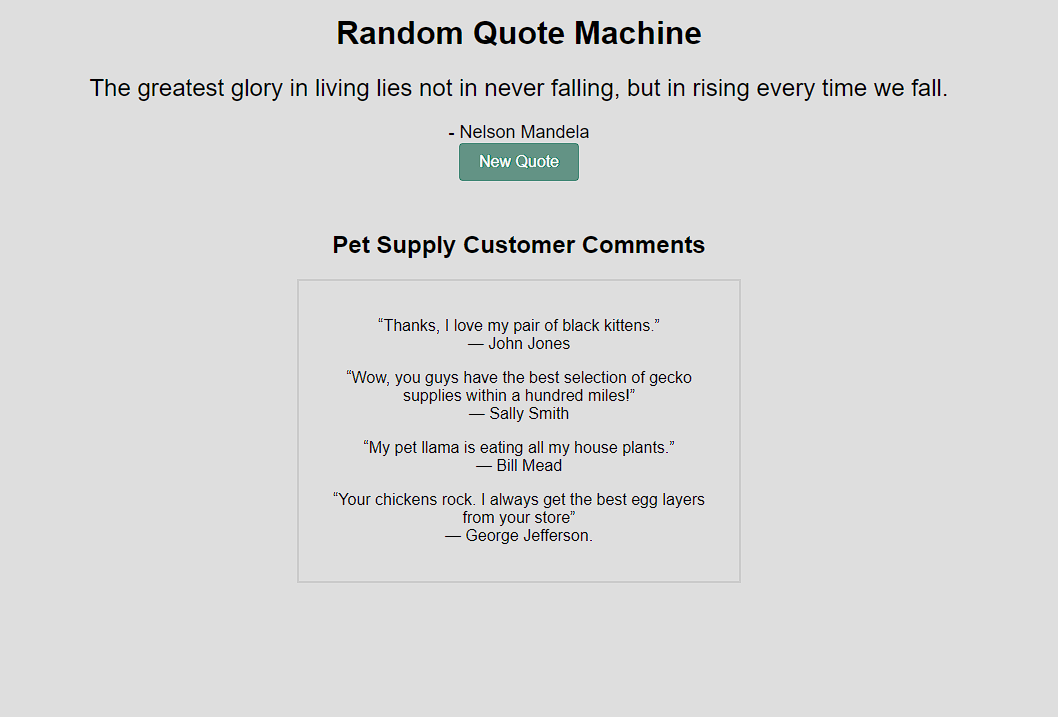 Random Quote Machine
The greatest glory in living lies not in never falling, but in rising every time we fall.
- Nelson Mandela
New Quote
Pet Supply Customer Comments
“Thanks, I love my pair of black kittens.”
— John Jones
“Wow, you guys have the best selection of gecko
supplies within a hundred miles!”
— Sally Smith
“My pet llama is eating all my house plants.”
— Bill Mead
“Your chickens rock. I always get the best egg layers
from your store”
— George Jefferson.